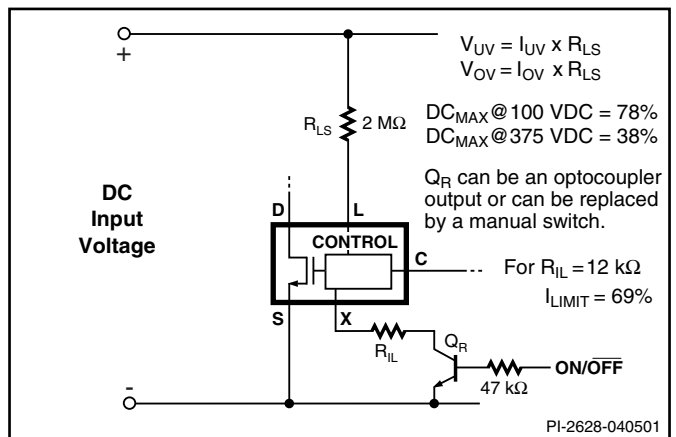 +
V_UV = I_UV x R_LS
V_OV = I_OV x R_LS
R_LS 2 MΩ
DC_MAX@100 VDC = 78%
DC_MAX@375 VDC = 38%
Q_R can be an optocoupler
output or can be replaced
by a manual switch.
DC
Input
Voltage
D
L
CONTROL
C
For R_IL = 12 kΩ
I_LIMIT = 69%
S
X
R_IL
Q_R
47 kΩ
ON/O̅F̅F̅
-
PI-2628-040501